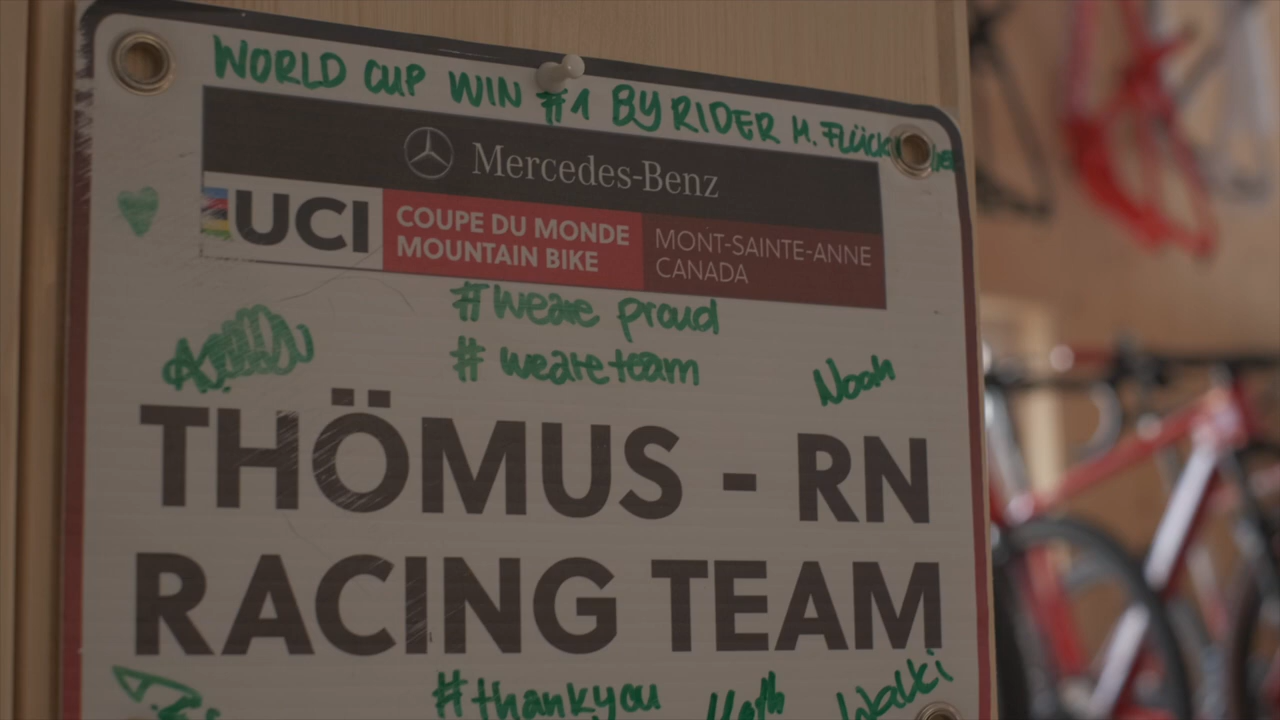 WORLD CUP WIN #1 BY RIDER M. FLÜCK
Mercedes-Benz
UCI
COUPE DU MONDE
MOUNTAIN BIKE
MONT-SAINTE-ANNE
CANADA
#weare proud
# weareteam
Noah
THÖMUS - RN
RACING TEAM
#thankyou